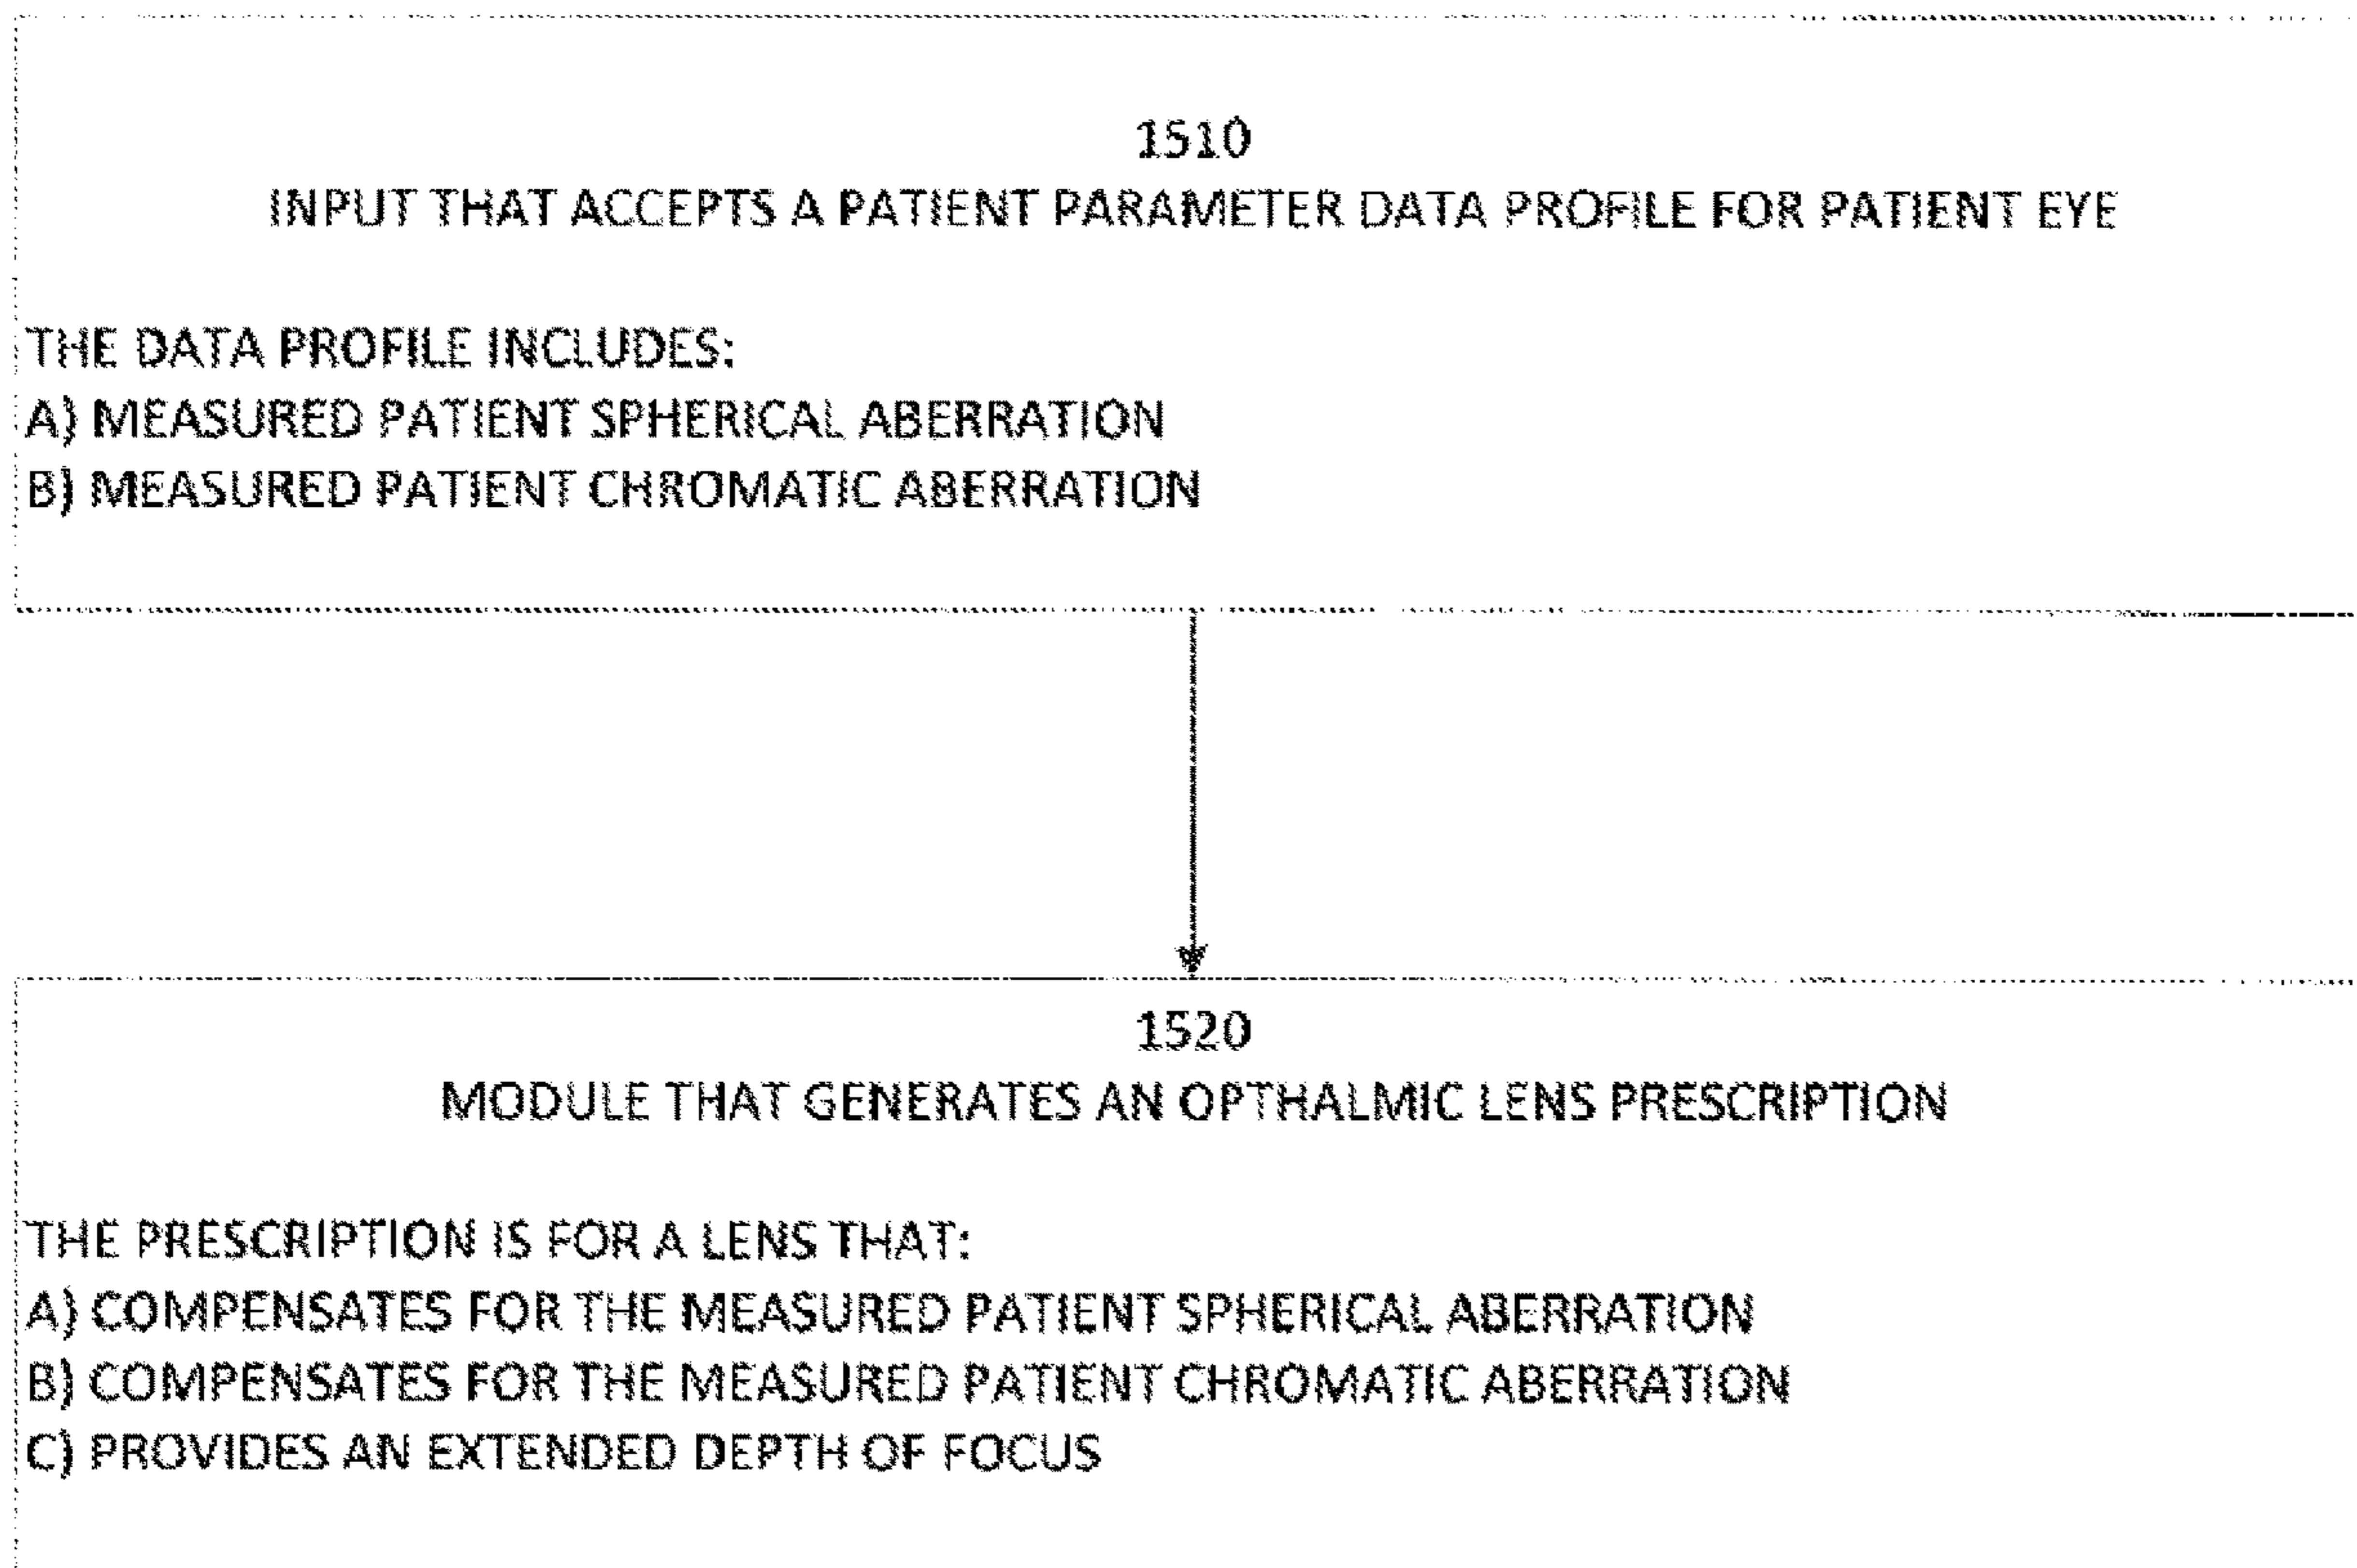 1510
INPUT THAT ACCEPTS A PATIENT PARAMETER DATA PROFILE FOR PATIENT EYE
THE DATA PROFILE INCLUDES:
A) MEASURED PATIENT SPHERICAL ABERRATION
B) MEASURED PATIENT CHROMATIC ABERRATION
1520
MODULE THAT GENERATES AN OPTHALMIC LENS PRESCRIPTION
THE PRESCRIPTION IS FOR A LENS THAT:
A) COMPENSATES FOR THE MEASURED PATIENT SPHERICAL ABERRATION
B) COMPENSATES FOR THE MEASURED PATIENT CHROMATIC ABERRATION
C) PROVIDES AN EXTENDED DEPTH OF FOCUS